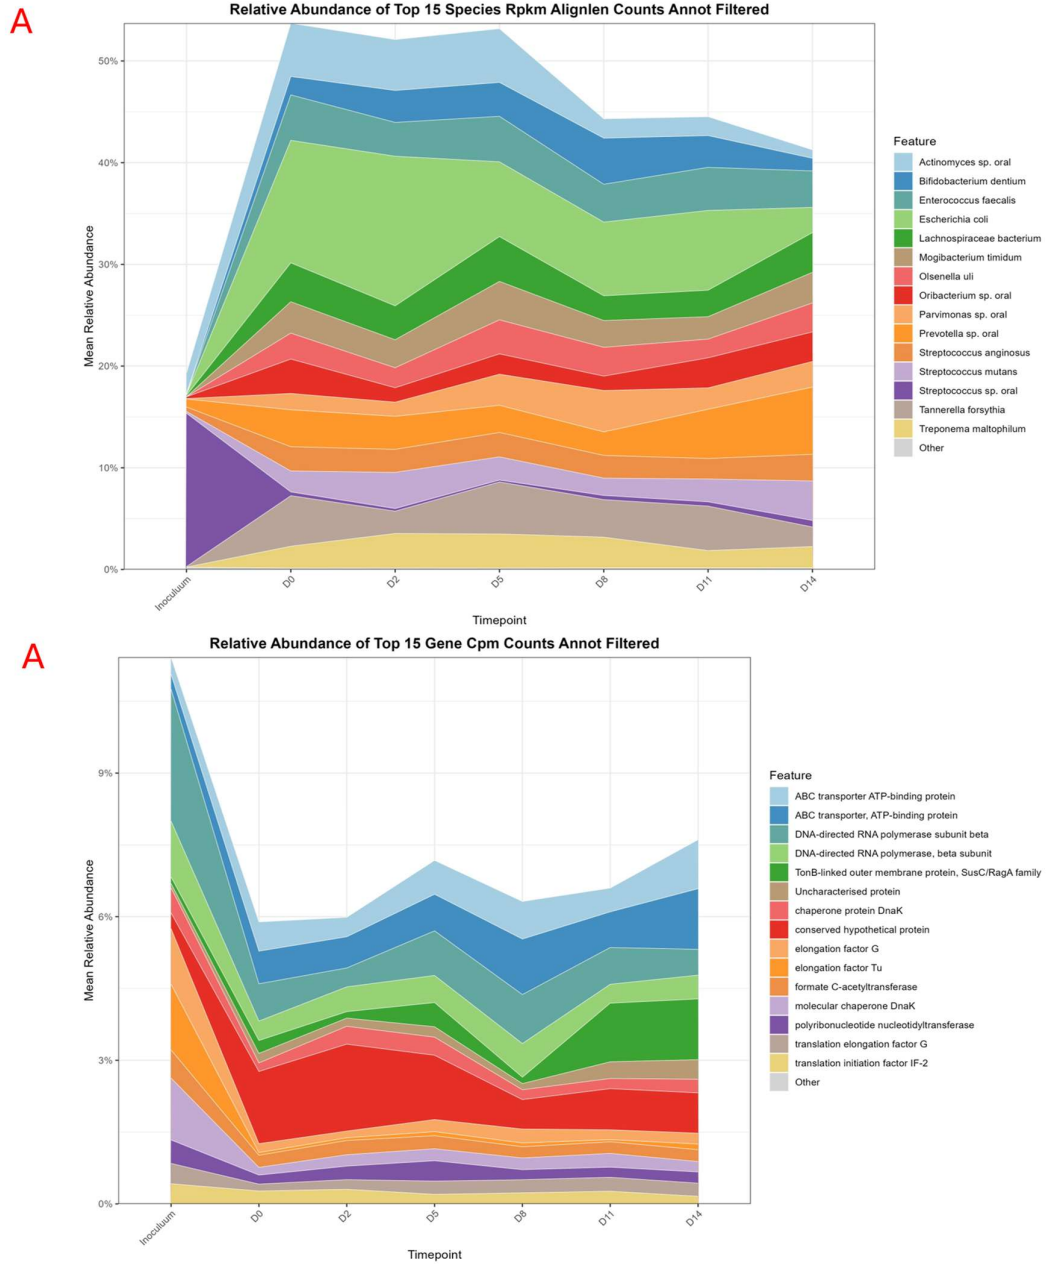 A
Relative Abundance of Top 15 Species Rpkm Alignlen Counts Annot Filtered
50%
40%
30%
20%
10%
0%
Mean Relative Abundance
Inoculuum
D0
D2
D5
D8
D11
D14
Timepoint
Feature
Actinomyces sp. oral
Bifidobacterium dentium
Enterococcus faecalis
Escherichia coli
Lachnospiraceae bacterium
Mogibacterium timidum
Olsenella uli
Oribacterium sp. oral
Parvimonas sp. oral
Prevotella sp. oral
Streptococcus anginosus
Streptococcus mutans
Streptococcus sp. oral
Tannerella forsythia
Treponema maltophilum
Other
A
Relative Abundance of Top 15 Gene Cpm Counts Annot Filtered
9%
6%
3%
0%
Mean Relative Abundance
Inoculuum
D0
D2
D5
D8
D11
D14
Timepoint
Feature
ABC transporter ATP-binding protein
ABC transporter, ATP-binding protein
DNA-directed RNA polymerase subunit beta
DNA-directed RNA polymerase, beta subunit
TonB-linked outer membrane protein, SusC/RagA family
Uncharacterised protein
chaperone protein DnaK
conserved hypothetical protein
elongation factor G
elongation factor Tu
formate C-acetyltransferase
molecular chaperone DnaK
polyribonucleotide nucleotidyltransferase
translation elongation factor G
translation initiation factor IF-2
Other